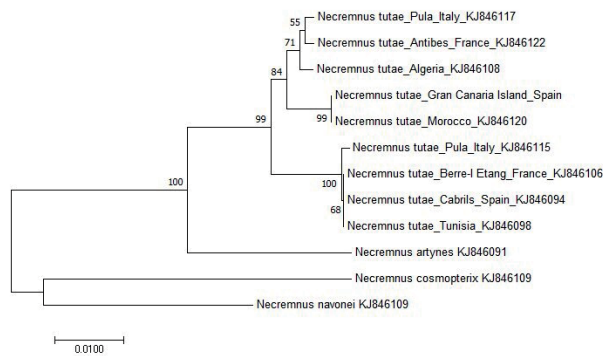 55
Necremnus tutae_Pula_Italy_KJ846117
71
Necremnus tutae_Antibes_France_KJ846122
84
Necremnus tutae_Algeria_KJ846108
Necremnus tutae_Gran Canaria Island_Spain
99
99
Necremnus tutae_Morocco_KJ846120
Necremnus tutae_Pula_Italy_KJ846115
100
Necremnus tutae_Berre-l Etang_France_KJ846106
100
Necremnus tutae_Cabrils_Spain_KJ846094
68
Necremnus tutae_Tunisia_KJ846098
Necremnus artynes KJ846091
Necremnus cosmopterix KJ846109
Necremnus navonei KJ846109
0.0100